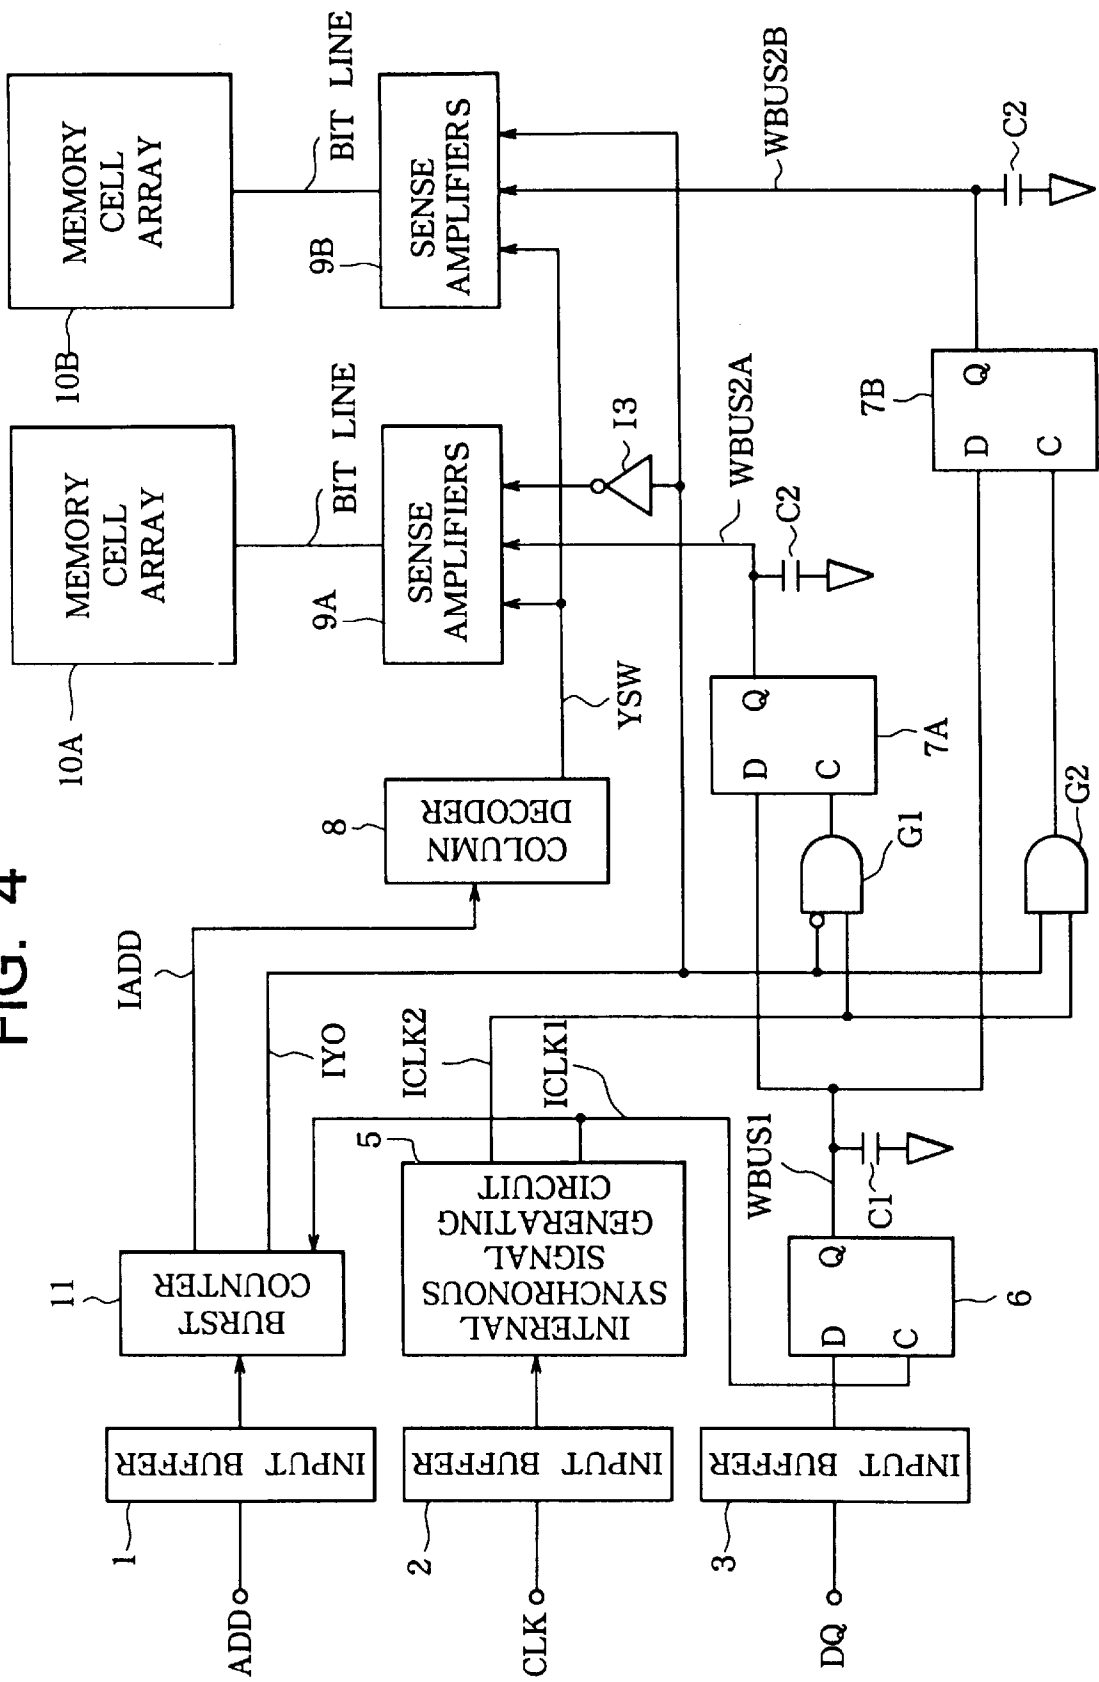 FIG. 4
ADD
1
INPUT BUFFER
11
BURST
COUNTER
IADD
IYO
8
COLUMN
DECODER
YSW
10A
MEMORY
CELL
ARRAY
BIT LINE
9A
SENSE
AMPLIFIERS
10B
MEMORY
CELL
ARRAY
BIT LINE
9B
SENSE
AMPLIFIERS
I3
CLK
2
INPUT BUFFER
5
INTERNAL
SYNCHRONOUS
SIGNAL
GENERATING
CIRCUIT
ICLK2
ICLK1
DQ
3
INPUT BUFFER
D
Q
C
6
WBUS1
C1
G1
D
Q
C
7A
WBUS2A
C2
G2
D
Q
C
7B
WBUS2B
C2